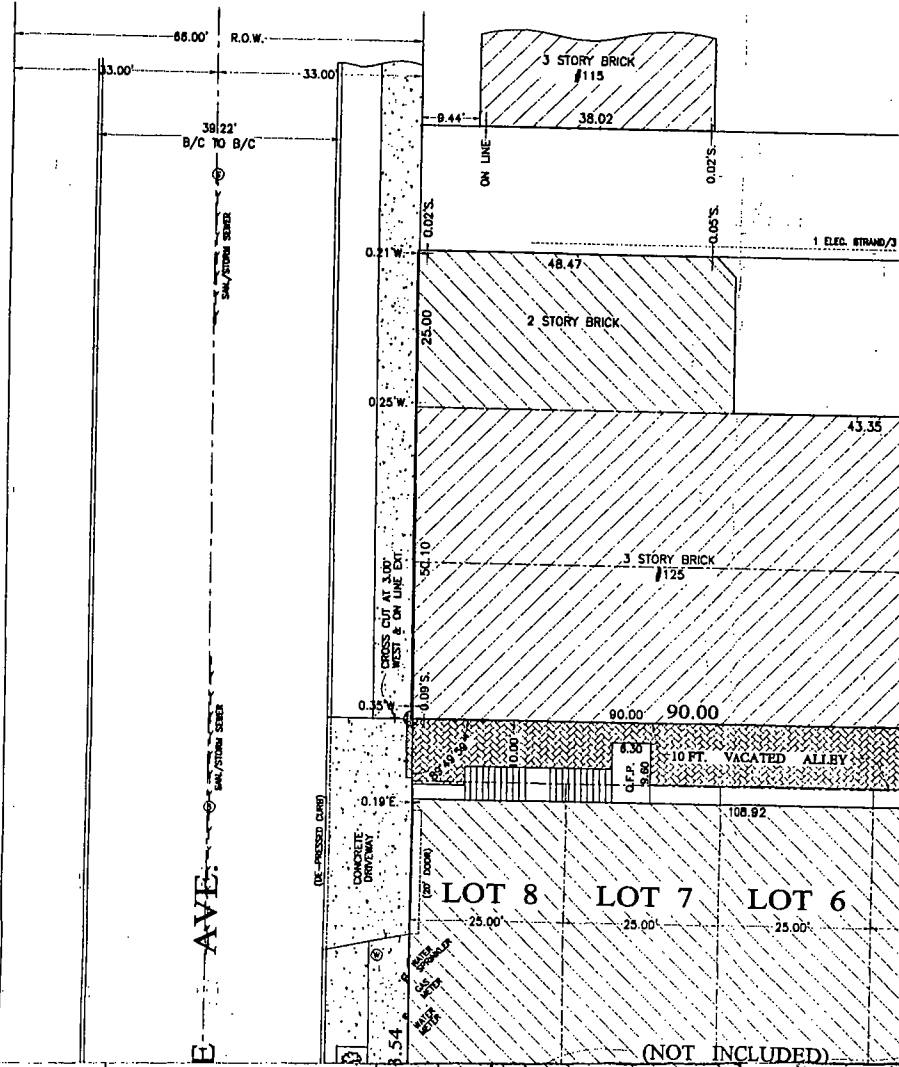 66.00' R.O.W.
33.00'
33.00'
39.22'
B/C TO B/C
SAN./STORM SEWER
3 STORY BRICK
#115
9.44'
38.02
ON LINE
0.02'S.
0.02'S.
0.05'S.
1 ELEC. STRAND/3
0.21'W.
48.47
2 STORY BRICK
25.00
0.25'W.
43.35
3 STORY BRICK
#125
50.10'
CROSS CUT AT 3.00'
WEST & ON LINE EXT.
0.35'W.
0.09'S.
90.00
90.00
10.00'
6.30
O.F.P.
9.60
10 FT. VACATED ALLEY
SAN./STORM SEWER
0.19'E.
108.92
(DE-PRESSED CURB)
CONCRETE
DRIVEWAY
(20' DOOR)
LOT 8
LOT 7
LOT 6
25.00'
25.00'
25.00'
AVE.
E
WATER
SPRINKLER
GAS
METER
WATER
METER
8.54
(NOT INCLUDED)